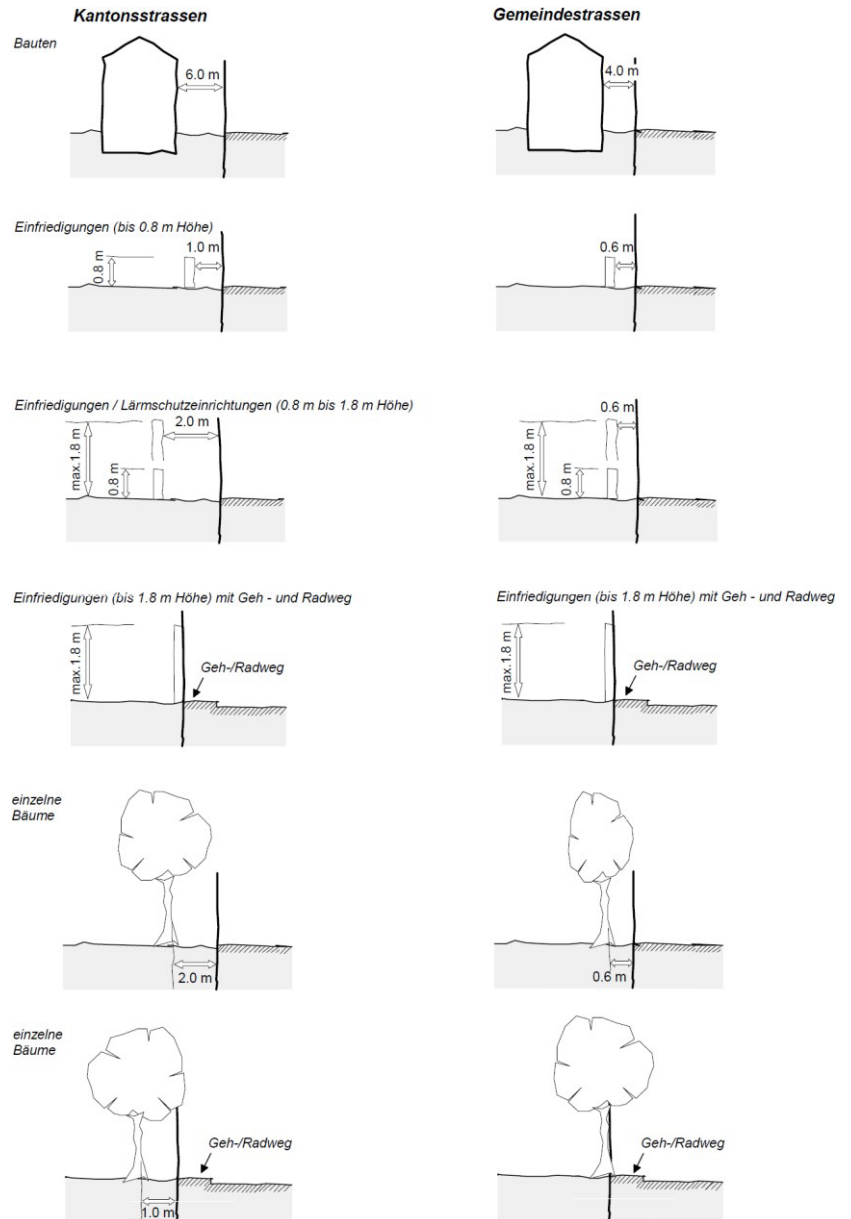 Kantonsstrassen
Gemeindestrassen
Bauten
6.0 m
4.0 m
Einfriedigungen (bis 0.8 m Höhe)
1.0 m
0.8 m
0.6 m
Einfriedigungen / Lärmschutzeinrichtungen (0.8 m bis 1.8 m Höhe)
2.0 m
max.1.8 m
0.8 m
0.6 m
max.1.8 m
0.8 m
Einfriedigungen (bis 1.8 m Höhe) mit Geh - und Radweg
max.1.8 m
Geh-/Radweg
Einfriedigungen (bis 1.8 m Höhe) mit Geh - und Radweg
max.1.8 m
Geh-/Radweg
einzelne
Bäume
2.0 m
0.6 m
einzelne
Bäume
Geh-/Radweg
1.0 m
Geh-/Radweg